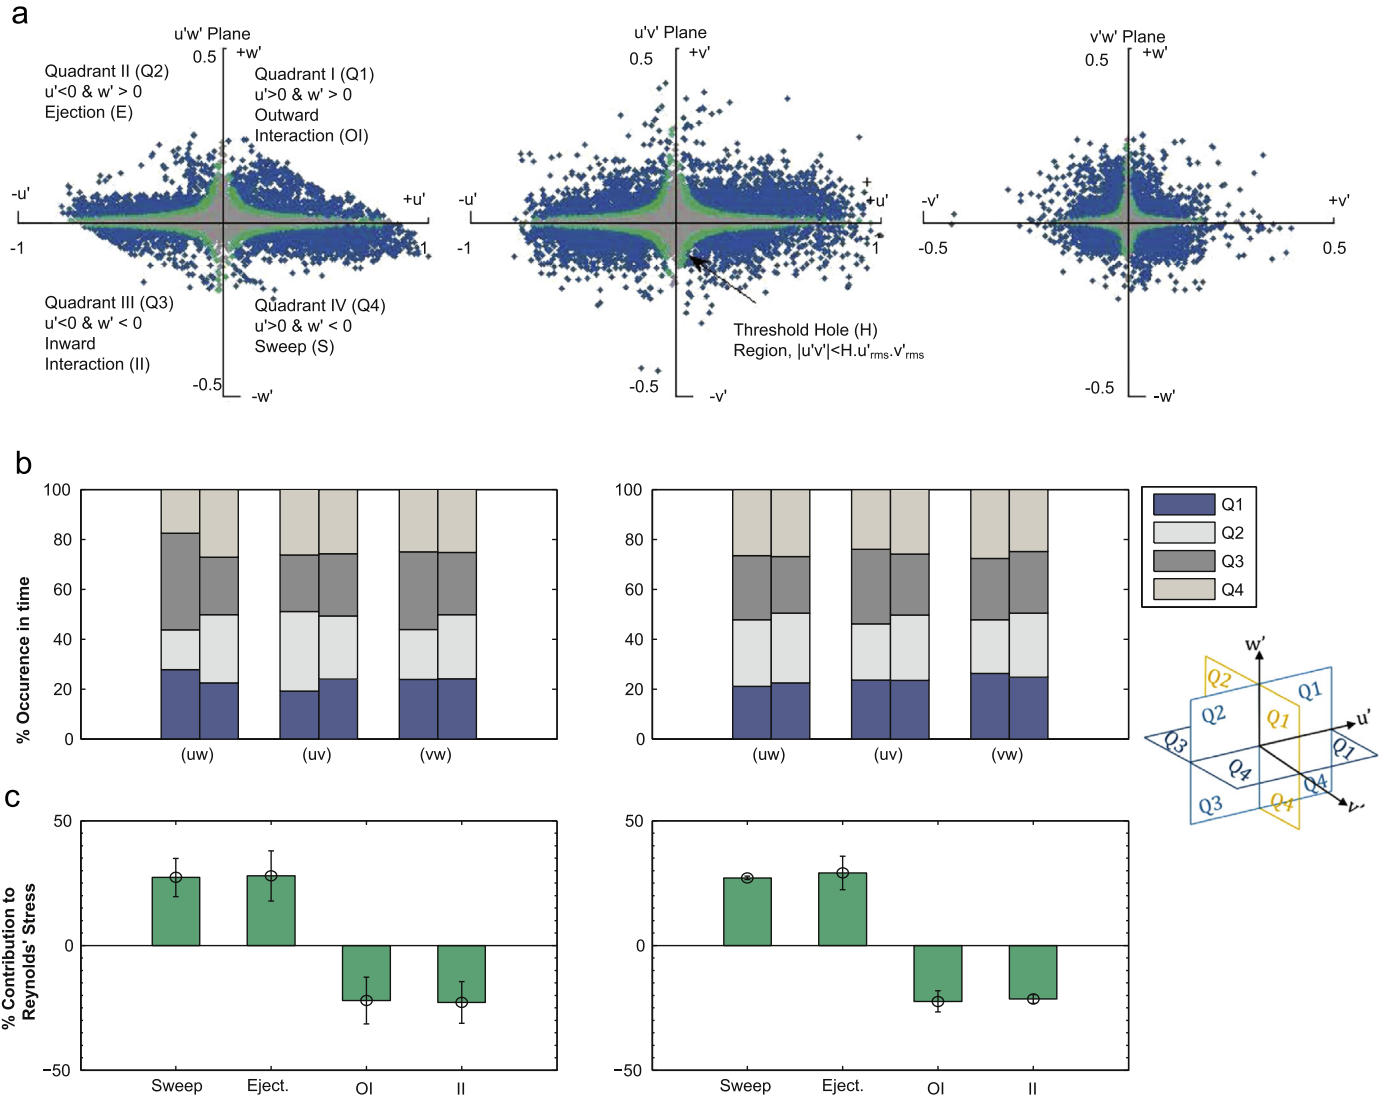 a
u'w' Plane
0.5
+w'
Quadrant II (Q2)
u'<0 & w' > 0
Ejection (E)
Quadrant I (Q1)
u'>0 & w' > 0
Outward
Interaction (OI)
-u'
+u'
-1
1
Quadrant III (Q3)
u'<0 & w' < 0
Inward
Interaction (II)
Quadrant IV (Q4)
u'>0 & w' < 0
Sweep (S)
-0.5
-w'
u'v' Plane
+v'
0.5
-u'
+
+u'
-1
1
Threshold Hole (H)
Region, |u'v'|<H.u'rms.v'rms
-0.5
-v'
v'w' Plane
+w'
0.5
-v'
+v'
-0.5
0.5
-0.5
-w'
b
% Occurence in time
100
80
60
40
20
0
(uw)
(uv)
(vw)
100
80
60
40
20
0
(uw)
(uv)
(vw)
Q1
Q2
Q3
Q4
w'
Q2
Q1
Q2
Q1
u'
Q3
Q4
Q1
Q4
Q3
Q4
v'
c
% Contribution to
Reynolds' Stress
50
0
−50
Sweep
Eject.
OI
II
50
0
−50
Sweep
Eject.
OI
II